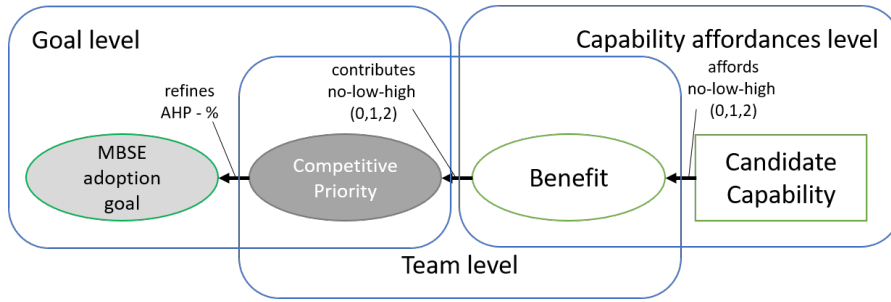 Goal level
Capability affordances level
refines
AHP - %
contributes
no-low-high
(0,1,2)
affords
no-low-high
(0,1,2)
MBSE
adoption
goal
Competitive
Priority
Benefit
Candidate
Capability
Team level